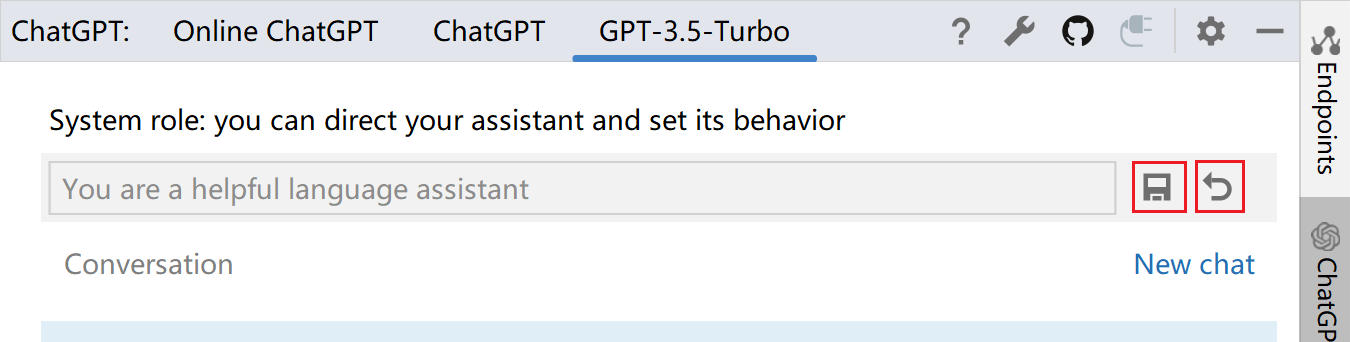 ChatGPT: Online ChatGPT ChatGPT GPT-3.5-Turbo ?
System role: you can direct your assistant and set its behavior
You are a helpful language assistant
Conversation New chat
Endpoints
ChatGP